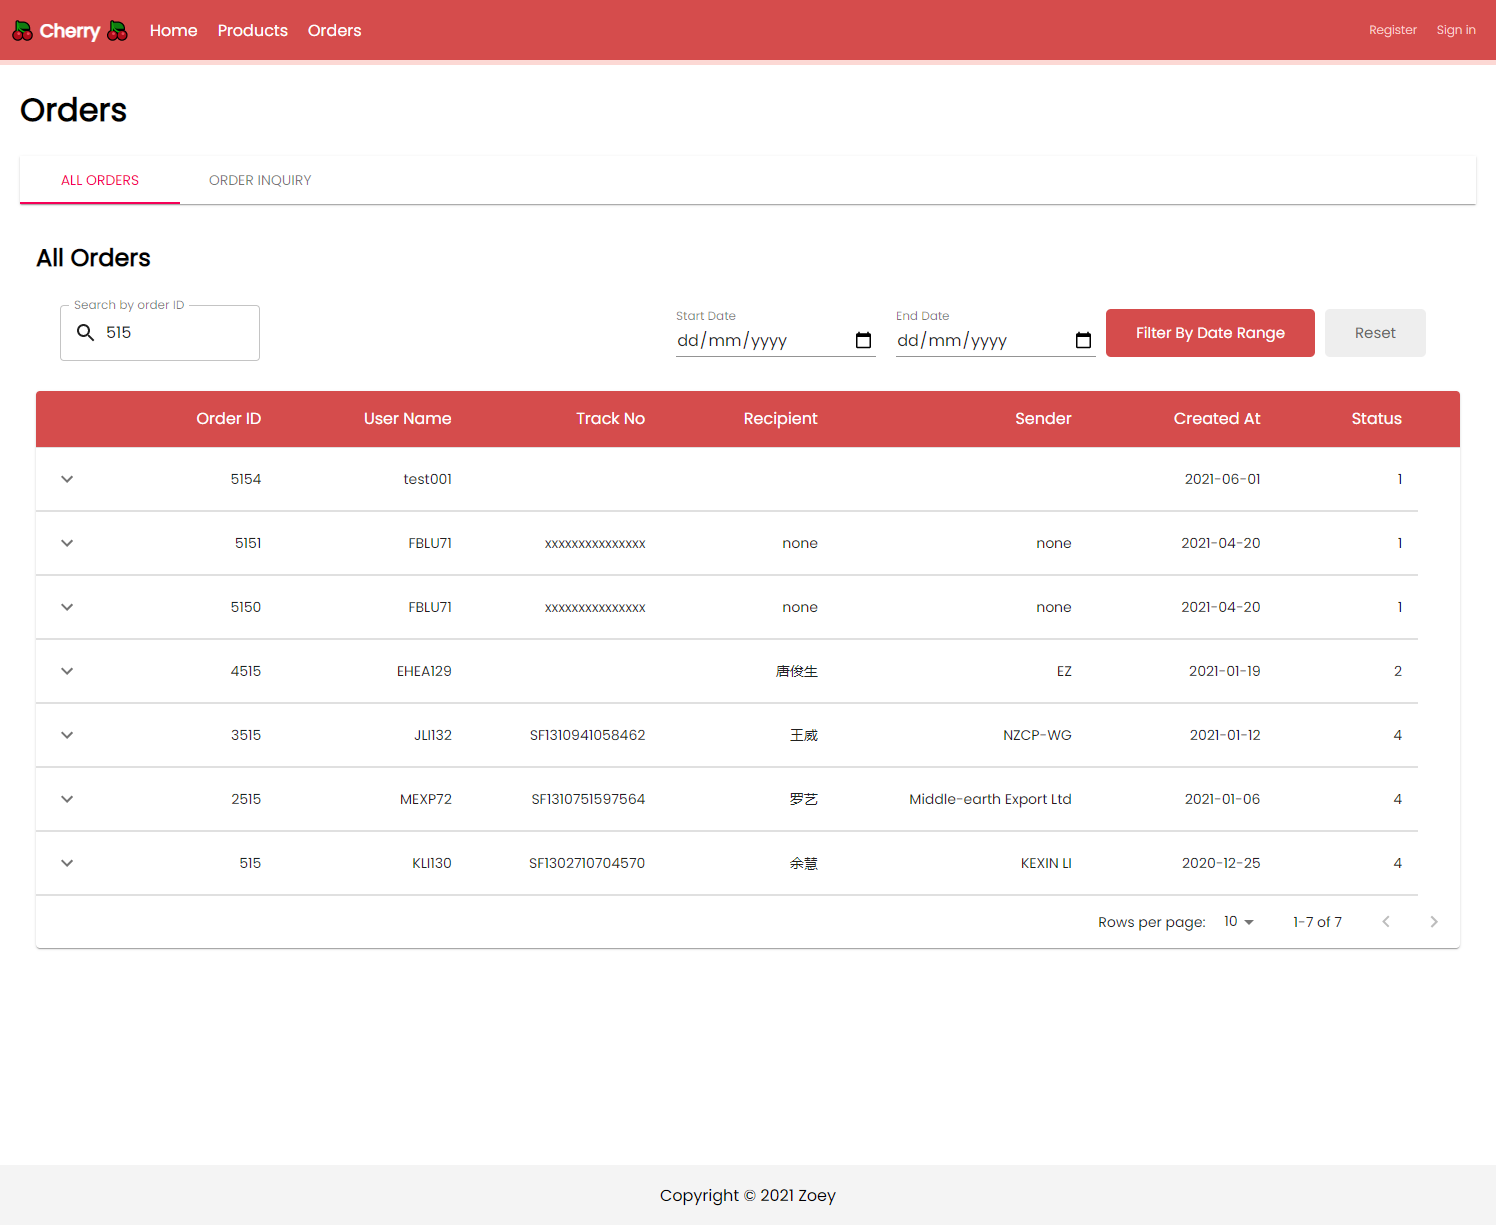 Cherry Home Products Orders Register Sign in
Orders
ALL ORDERS ORDER INQUIRY
All Orders
Search by order ID
515
Start Date End Date
dd/mm/yyyy dd/mm/yyyy Filter By Date Range Reset
Order ID User Name Track No Recipient Sender Created At Status
5154 test001 2021-06-01 1
5151 FBLU71 xxxxxxxxxxxxxxx none none 2021-04-20 1
5150 FBLU71 xxxxxxxxxxxxxxx none none 2021-04-20 1
4515 EHEA129 唐俊生 EZ 2021-01-19 2
3515 JLI132 SF1310941058462 王威 NZCP-WG 2021-01-12 4
2515 MEXP72 SF1310751597564 罗艺 Middle-earth Export Ltd 2021-01-06 4
515 KLI130 SF1302710704570 余慧 KEXIN LI 2020-12-25 4
Rows per page: 10 1-7 of 7
Copyright © 2021 Zoey